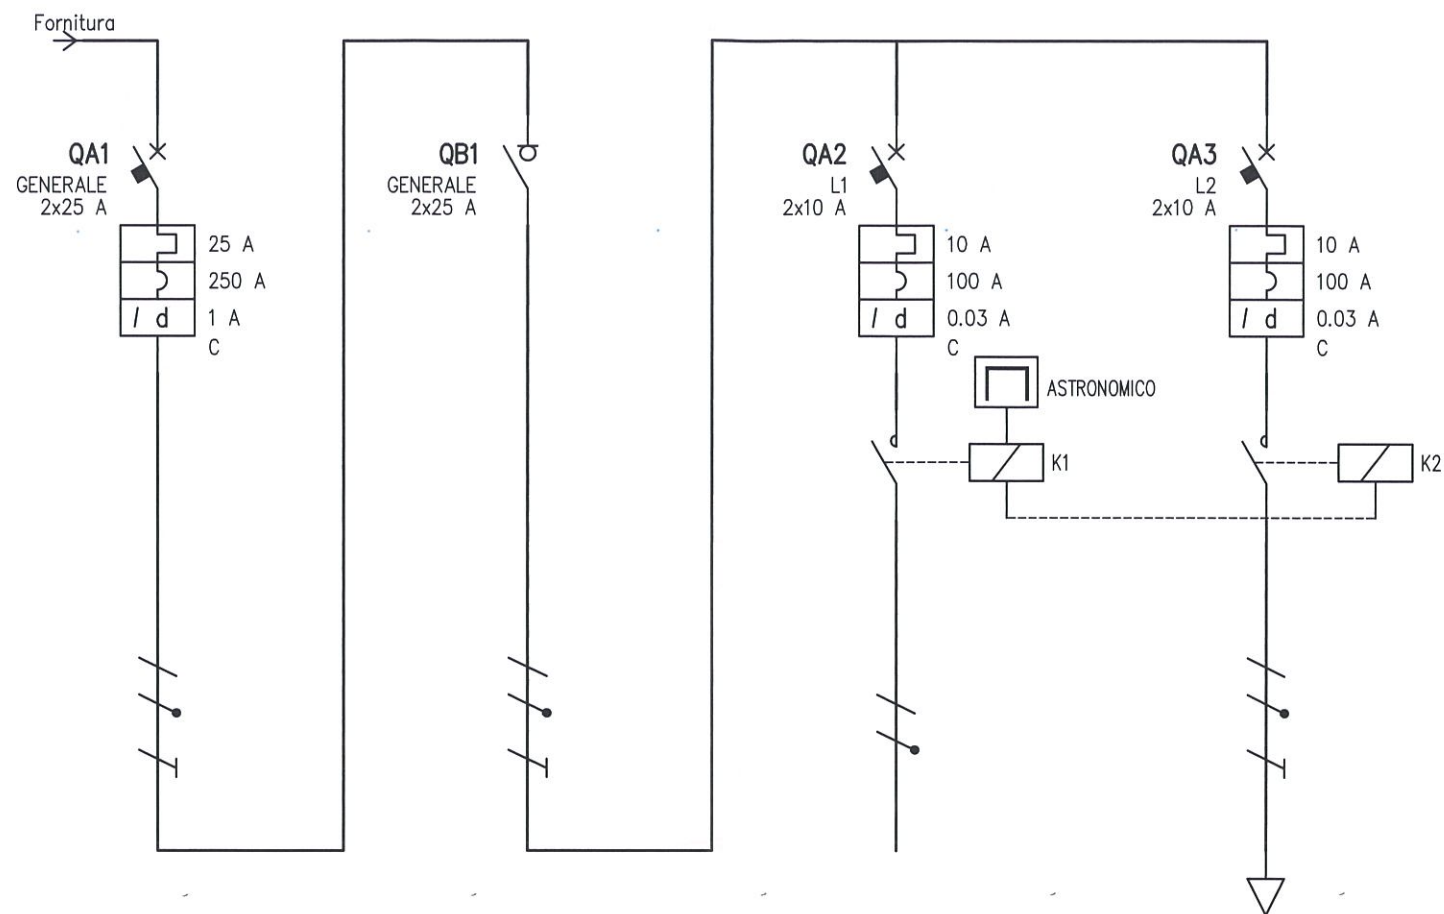 Fornitura
QA1
GENERALE
2x25 A
25 A
250 A
I d
1 A
C
QB1
GENERALE
2x25 A
QA2
L1
2x10 A
10 A
100 A
I d
0.03 A
C
ASTRONOMICO
K1
QA3
L2
2x10 A
10 A
100 A
I d
0.03 A
C
K2